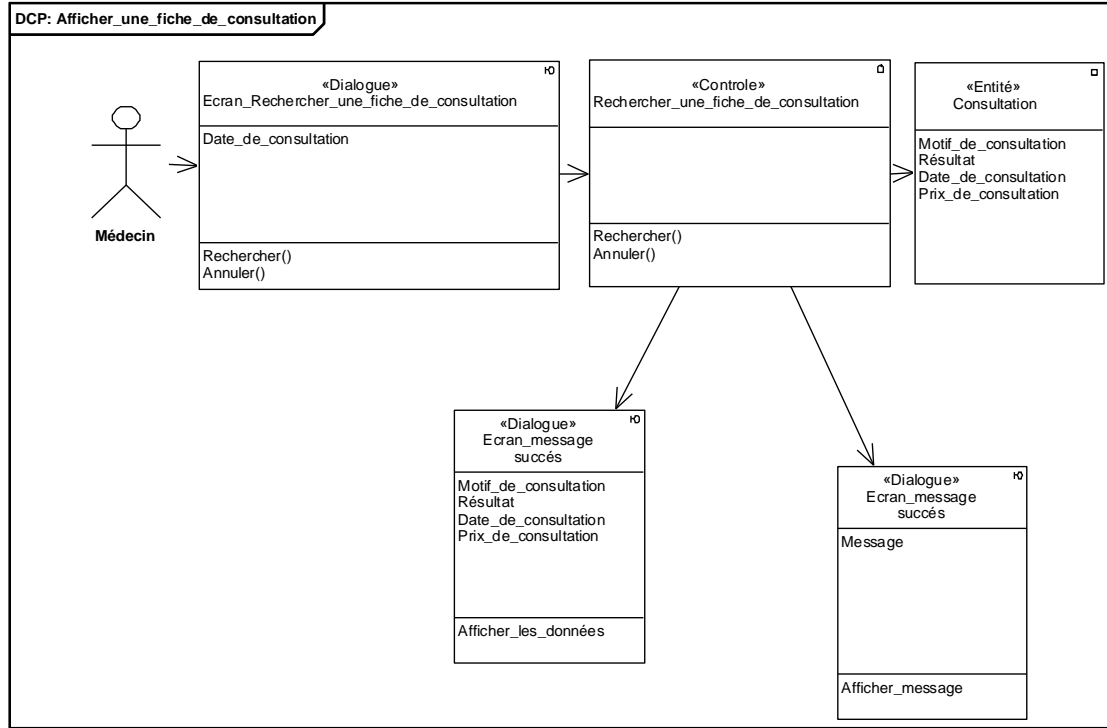 DCP: Afficher_une_fiche_de_consultation
Médecin
«Dialogue»
Ecran_Rechercher_une_fiche_de_consultation
Date_de_consultation
Rechercher()
Annuler()
«Controle»
Rechercher_une_fiche_de_consultation
Rechercher()
Annuler()
«Entité»
Consultation
Motif_de_consultation
Résultat
Date_de_consultation
Prix_de_consultation
«Dialogue»
Ecran_message
succés
Motif_de_consultation
Résultat
Date_de_consultation
Prix_de_consultation
Afficher_les_données
«Dialogue»
Ecran_message
succés
Message
Afficher_message